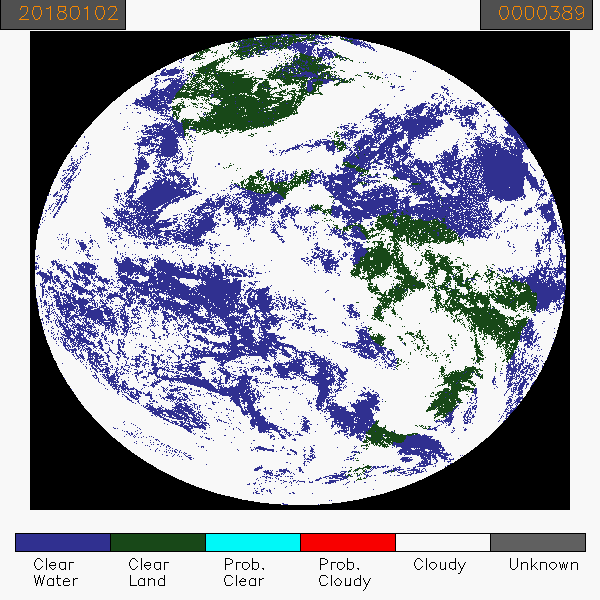 20180102 0000389
Clear Clear Prob. Prob. Cloudy Unknown
Water Land Clear Cloudy